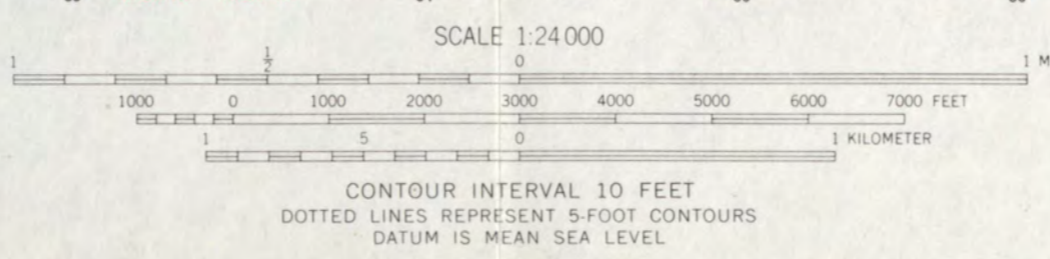 SCALE 1:24 000
1 ½ 0 1 M
1000 0 1000 2000 3000 4000 5000 6000 7000 FEET
1 5 0 1 KILOMETER
CONTOUR INTERVAL 10 FEET
DOTTED LINES REPRESENT 5-FOOT CONTOURS
DATUM IS MEAN SEA LEVEL